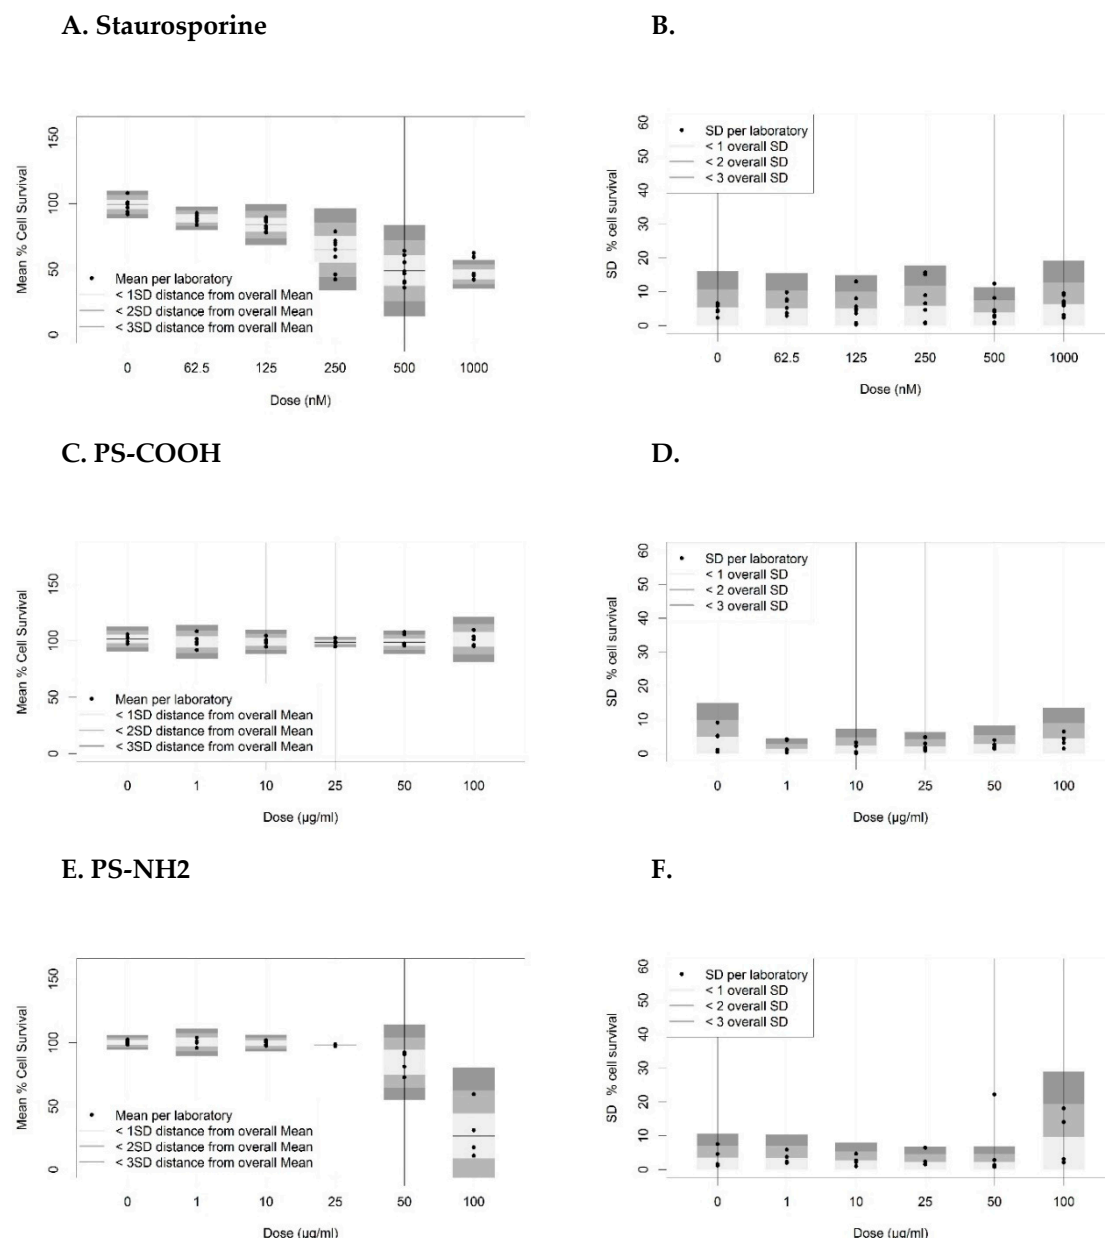 A. Staurosporine
B.
Mean % Cell Survival
150
100
50
0
Mean per laboratory
< 1SD distance from overall Mean
< 2SD distance from overall Mean
< 3SD distance from overall Mean
0 62.5 125 250 500 1000
Dose (nM)
SD % cell survival
60
50
40
30
20
10
0
SD per laboratory
< 1 overall SD
< 2 overall SD
< 3 overall SD
0 62.5 125 250 500 1000
Dose (nM)
C. PS-COOH
D.
Mean % Cell Survival
150
100
50
0
Mean per laboratory
< 1SD distance from overall Mean
< 2SD distance from overall Mean
< 3SD distance from overall Mean
0 1 10 25 50 100
Dose (µg/ml)
SD % cell survival
60
50
40
30
20
10
0
SD per laboratory
< 1 overall SD
< 2 overall SD
< 3 overall SD
0 1 10 25 50 100
Dose (µg/ml)
E. PS-NH2
F.
Mean % Cell Survival
150
100
50
0
Mean per laboratory
< 1SD distance from overall Mean
< 2SD distance from overall Mean
< 3SD distance from overall Mean
0 1 10 25 50 100
Dose (µg/ml)
SD % cell survival
60
50
40
30
20
10
0
SD per laboratory
< 1 overall SD
< 2 overall SD
< 3 overall SD
0 1 10 25 50 100
Dose (µg/ml)